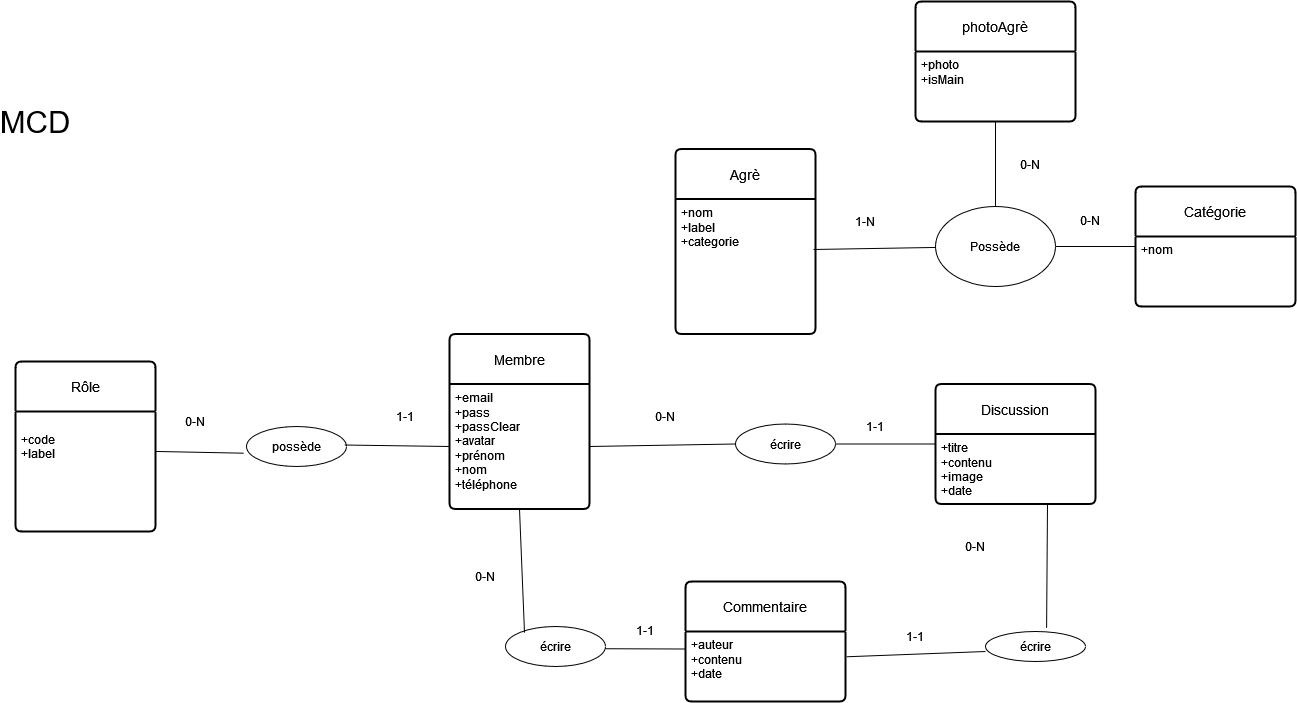 photoAgrè
+photo
+isMain
MCD
0-N
Agrè
+nom
+label
+categorie
1-N
Possède
0-N
Catégorie
+nom
Rôle
+code
+label
0-N
possède
1-1
Membre
+email
+pass
+passClear
+avatar
+prénom
+nom
+téléphone
0-N
écrire
1-1
Discussion
+titre
+contenu
+image
+date
0-N
écrire
1-1
Commentaire
+auteur
+contenu
+date
1-1
écrire
0-N